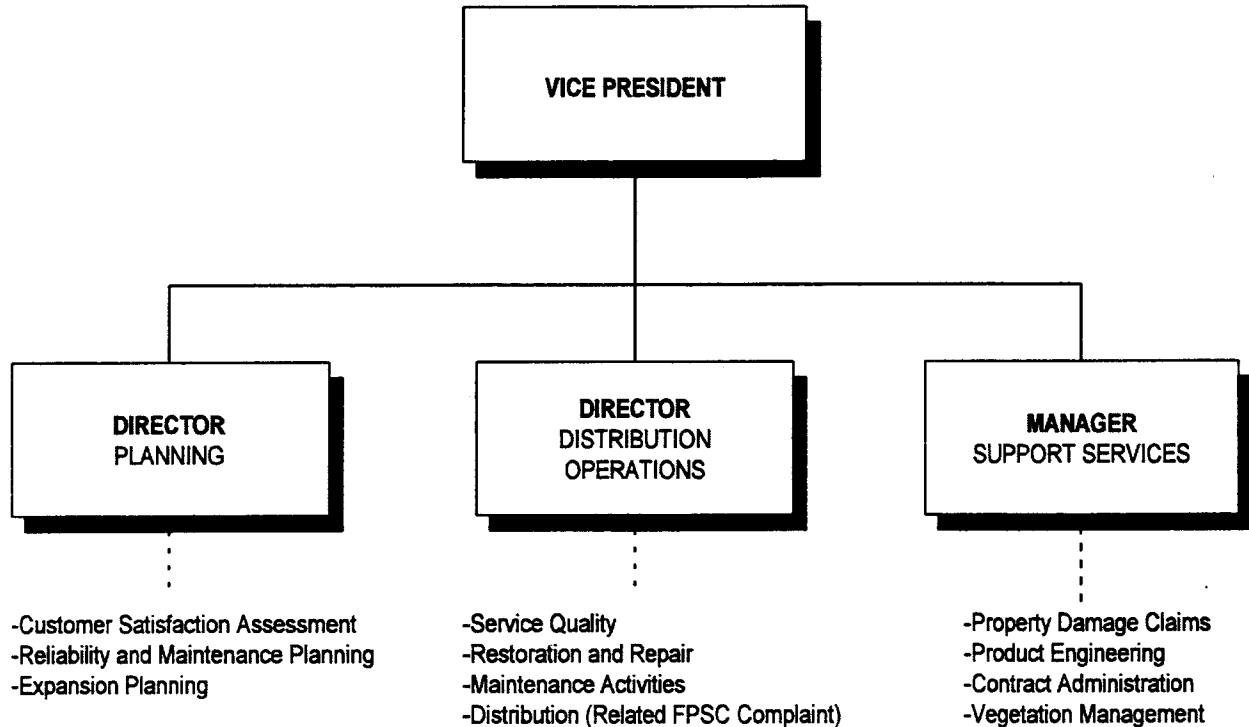 VICE PRESIDENT
DIRECTOR
PLANNING
DIRECTOR
DISTRIBUTION
OPERATIONS
MANAGER
SUPPORT SERVICES
-Customer Satisfaction Assessment
-Reliability and Maintenance Planning
-Expansion Planning
-Service Quality
-Restoration and Repair
-Maintenance Activities
-Distribution (Related FPSC Complaint)
-Property Damage Claims
-Product Engineering
-Contract Administration
-Vegetation Management